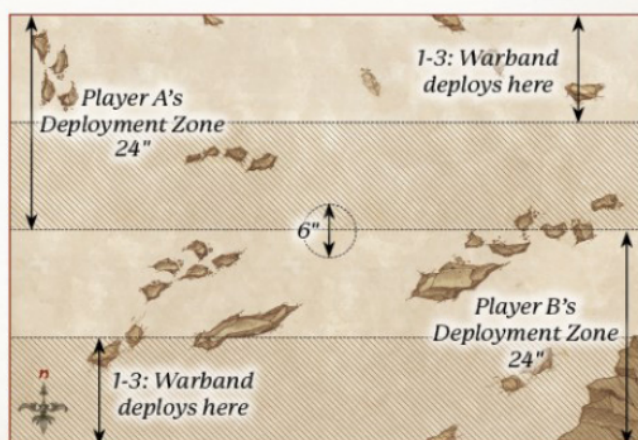 1-3: Warband
deploys here
Player A's
Deployment Zone
24"
6"
Player B's
Deployment Zone
24"
1-3: Warband
deploys here
n